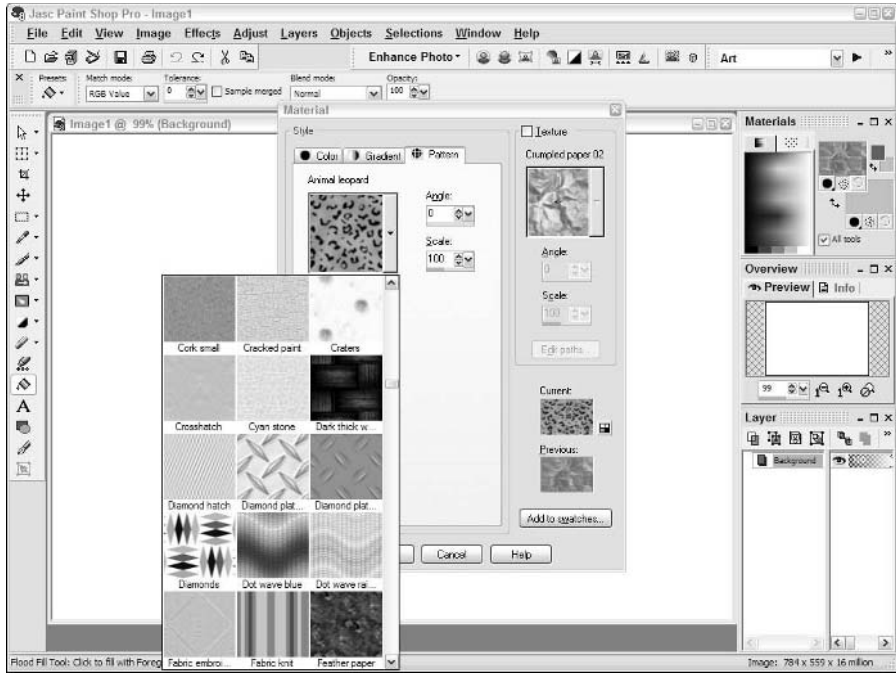 Jasc Paint Shop Pro - Image1
File Edit View Image Effects Adjust Layers Objects Selections Window Help
Enhance Photo
Art
Presets: Match mode: Tolerance: Blend mode: Opacity:
RGB Value 0 Sample merged Normal 100
Image1 @ 99% (Background)
Material
Style
Color Gradient Pattern
Animal leopard
Angle:
0
Scale:
100
Texture
Crumpled paper 02
Angle:
0
Scale:
100
Edit paths...
Current:
Previous:
Add to swatches...
Cancel Help
Cork small Cracked paint Craters
Crosshatch Cyan stone Dark thick w...
Diamond hatch Diamond plat... Diamond plat...
Diamonds Dot wave blue Dot wave rai...
Fabric embroi... Fabric knit Feather paper
Materials
All tools
Overview
Preview Info
99
Layer
Background
Flood Fill Tool: Click to fill with Foreg
Image: 784 x 559 x 16 million